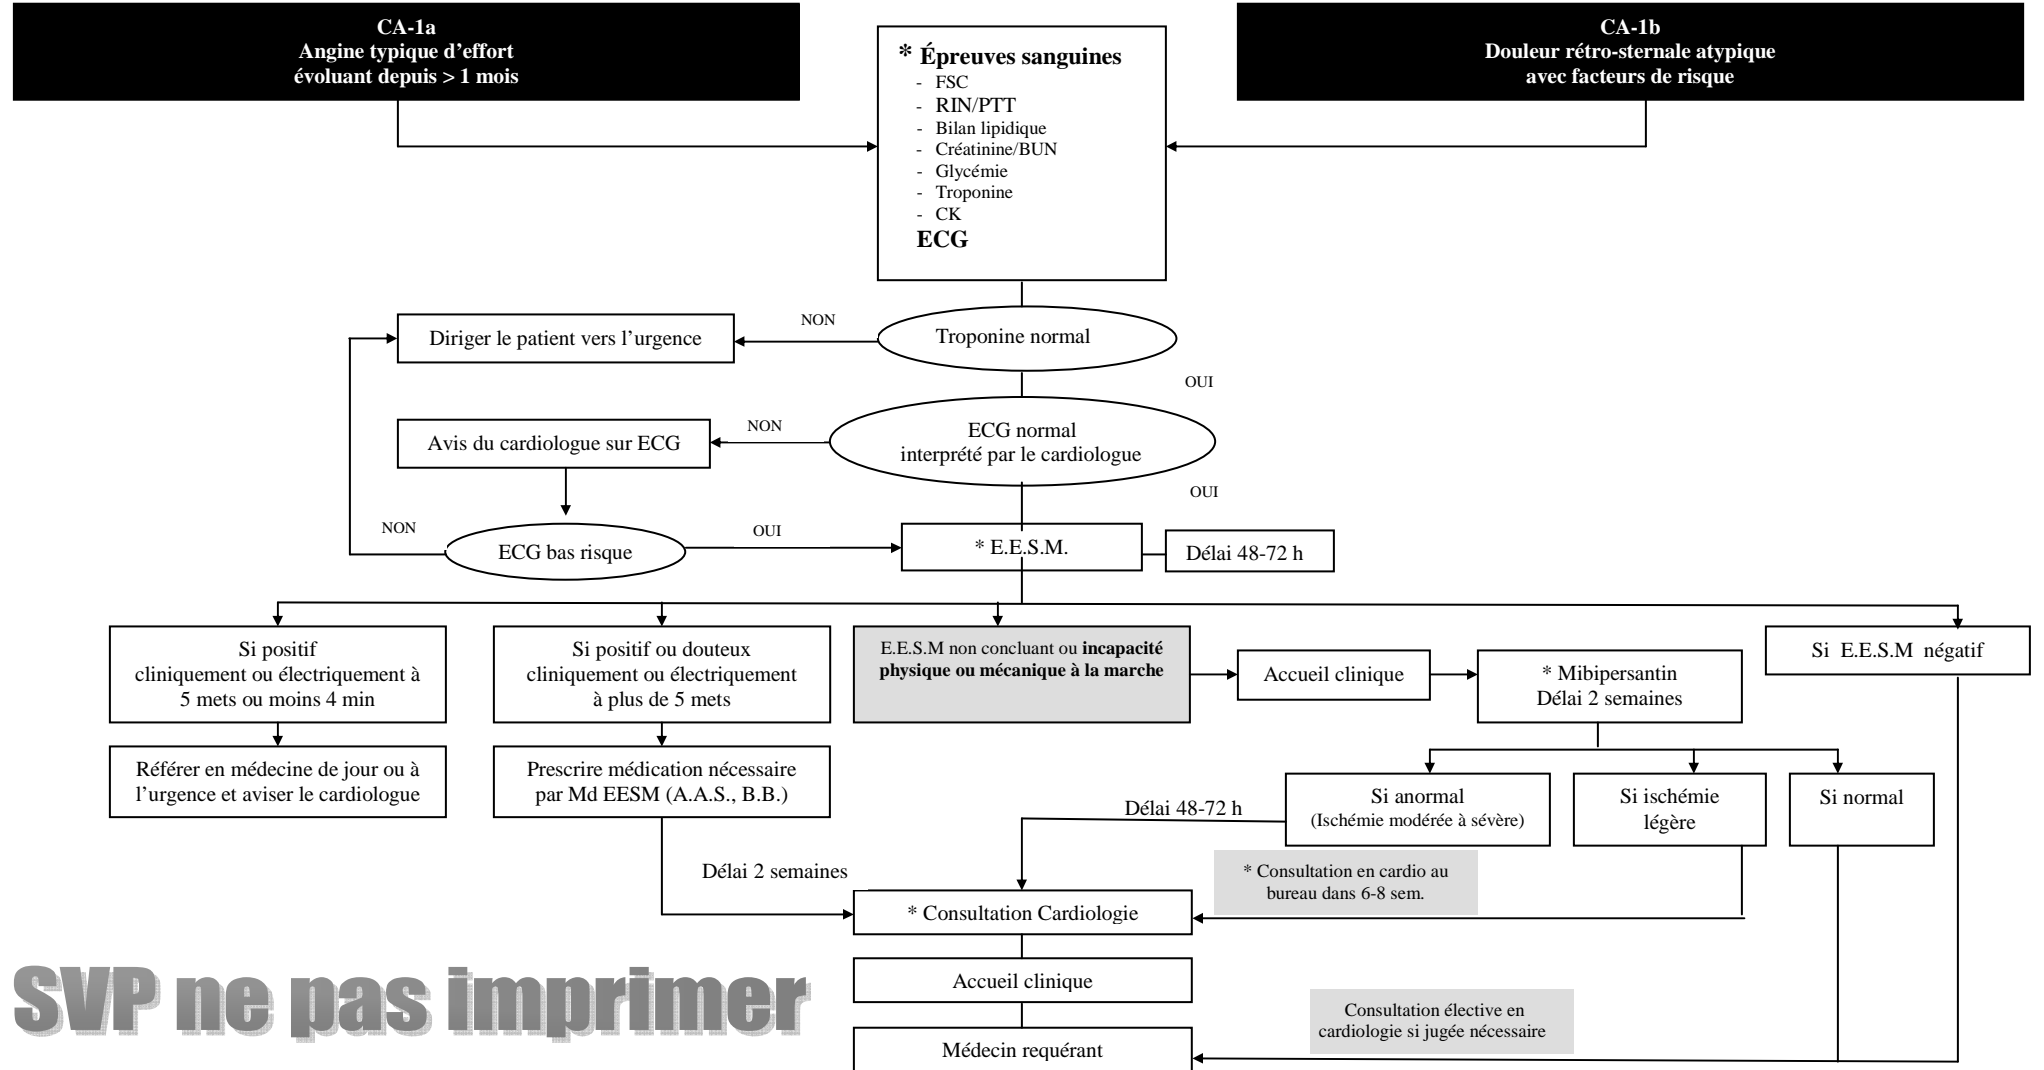 CA-1a
Angine typique d'effort
évoluant depuis > 1 mois
* Épreuves sanguines
- FSC
- RIN/PTT
- Bilan lipidique
- Créatinine/BUN
- Glycémie
- Troponine
- CK
ECG
CA-1b
Douleur rétro-sternale atypique
avec facteurs de risque
Diriger le patient vers l'urgence
NON
Troponine normal
OUI
Avis du cardiologue sur ECG
NON
ECG normal
interprété par le cardiologue
OUI
NON
ECG bas risque
OUI
* E.E.S.M.
Délai 48-72 h
Si positif
cliniquement ou électriquement à
5 mets ou moins 4 min
Si positif ou douteux
cliniquement ou électriquement
à plus de 5 mets
E.E.S.M non concluant ou incapacité
physique ou mécanique à la marche
Accueil clinique
* Mibipersantin
Délai 2 semaines
Si E.E.S.M négatif
Référer en médecine de jour ou à
l'urgence et aviser le cardiologue
Prescrire médication nécessaire
par Md EESM (A.A.S., B.B.)
Délai 48-72 h
Si anormal
(Ischémie modérée à sévère)
Si ischémie
légère
Si normal
Délai 2 semaines
* Consultation en cardio au
bureau dans 6-8 sem.
* Consultation Cardiologie
Accueil clinique
Consultation élective en
cardiologie si jugée nécessaire
Médecin requérant
SVP ne pas imprimer